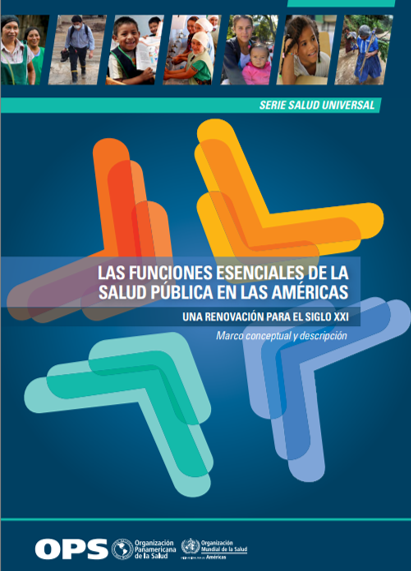 SERIE SALUD UNIVERSAL
LAS FUNCIONES ESENCIALES DE LA
SALUD PÚBLICA EN LAS AMÉRICAS
UNA RENOVACIÓN PARA EL SIGLO XXI
Marco conceptual y descripción
OPS
Organización
Panamericana
de la Salud
Organización
Mundial de la Salud
Américas